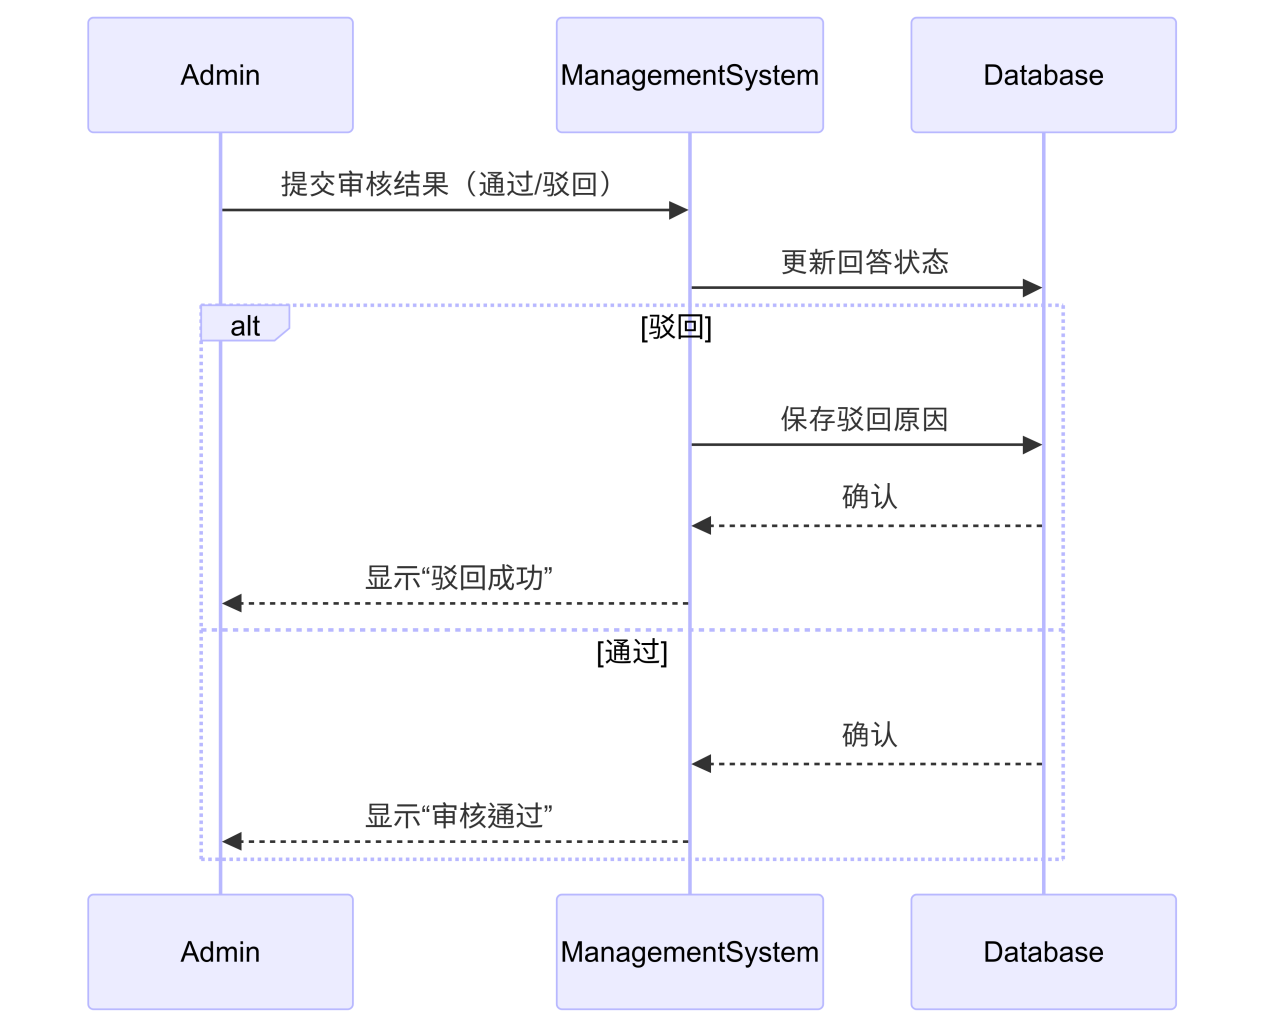 Admin
ManagementSystem
Database
提交审核结果（通过/驳回）
更新回答状态
alt
[驳回]
保存驳回原因
确认
显示“驳回成功”
[通过]
确认
显示“审核通过”
Admin
ManagementSystem
Database